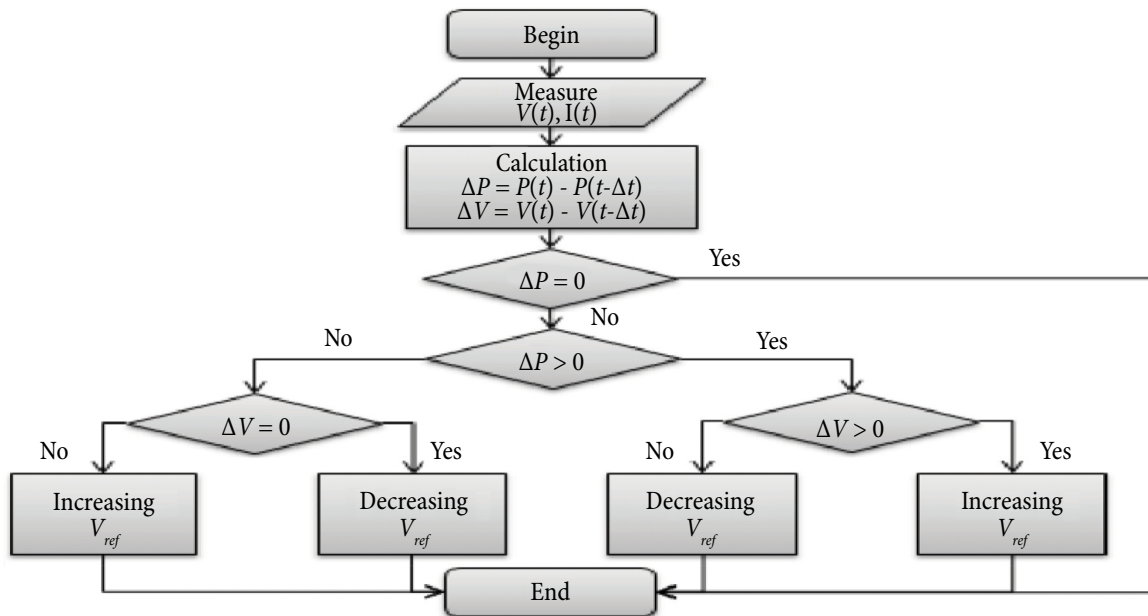 Begin
Measure
V(t), I(t)
Calculation
ΔP = P(t) - P(t-Δt)
ΔV = V(t) - V(t-Δt)
Yes
ΔP = 0
No
No
Yes
ΔP > 0
ΔV = 0
ΔV > 0
No
Yes
No
Yes
Increasing
V_ref
Decreasing
V_ref
Decreasing
V_ref
Increasing
V_ref
End